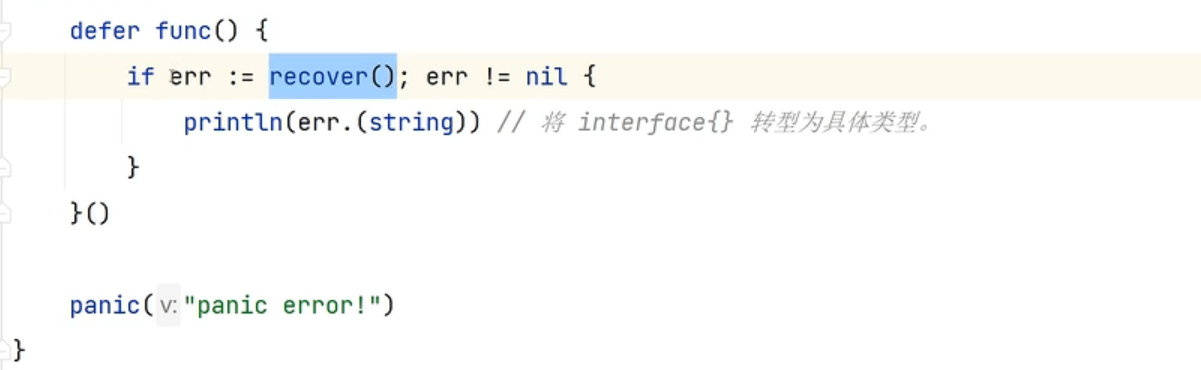 defer func() {
if err := recover(); err != nil {
println(err.(string)) // 将 interface{} 转型为具体类型。
}
}()
panic( v: "panic error!")
}